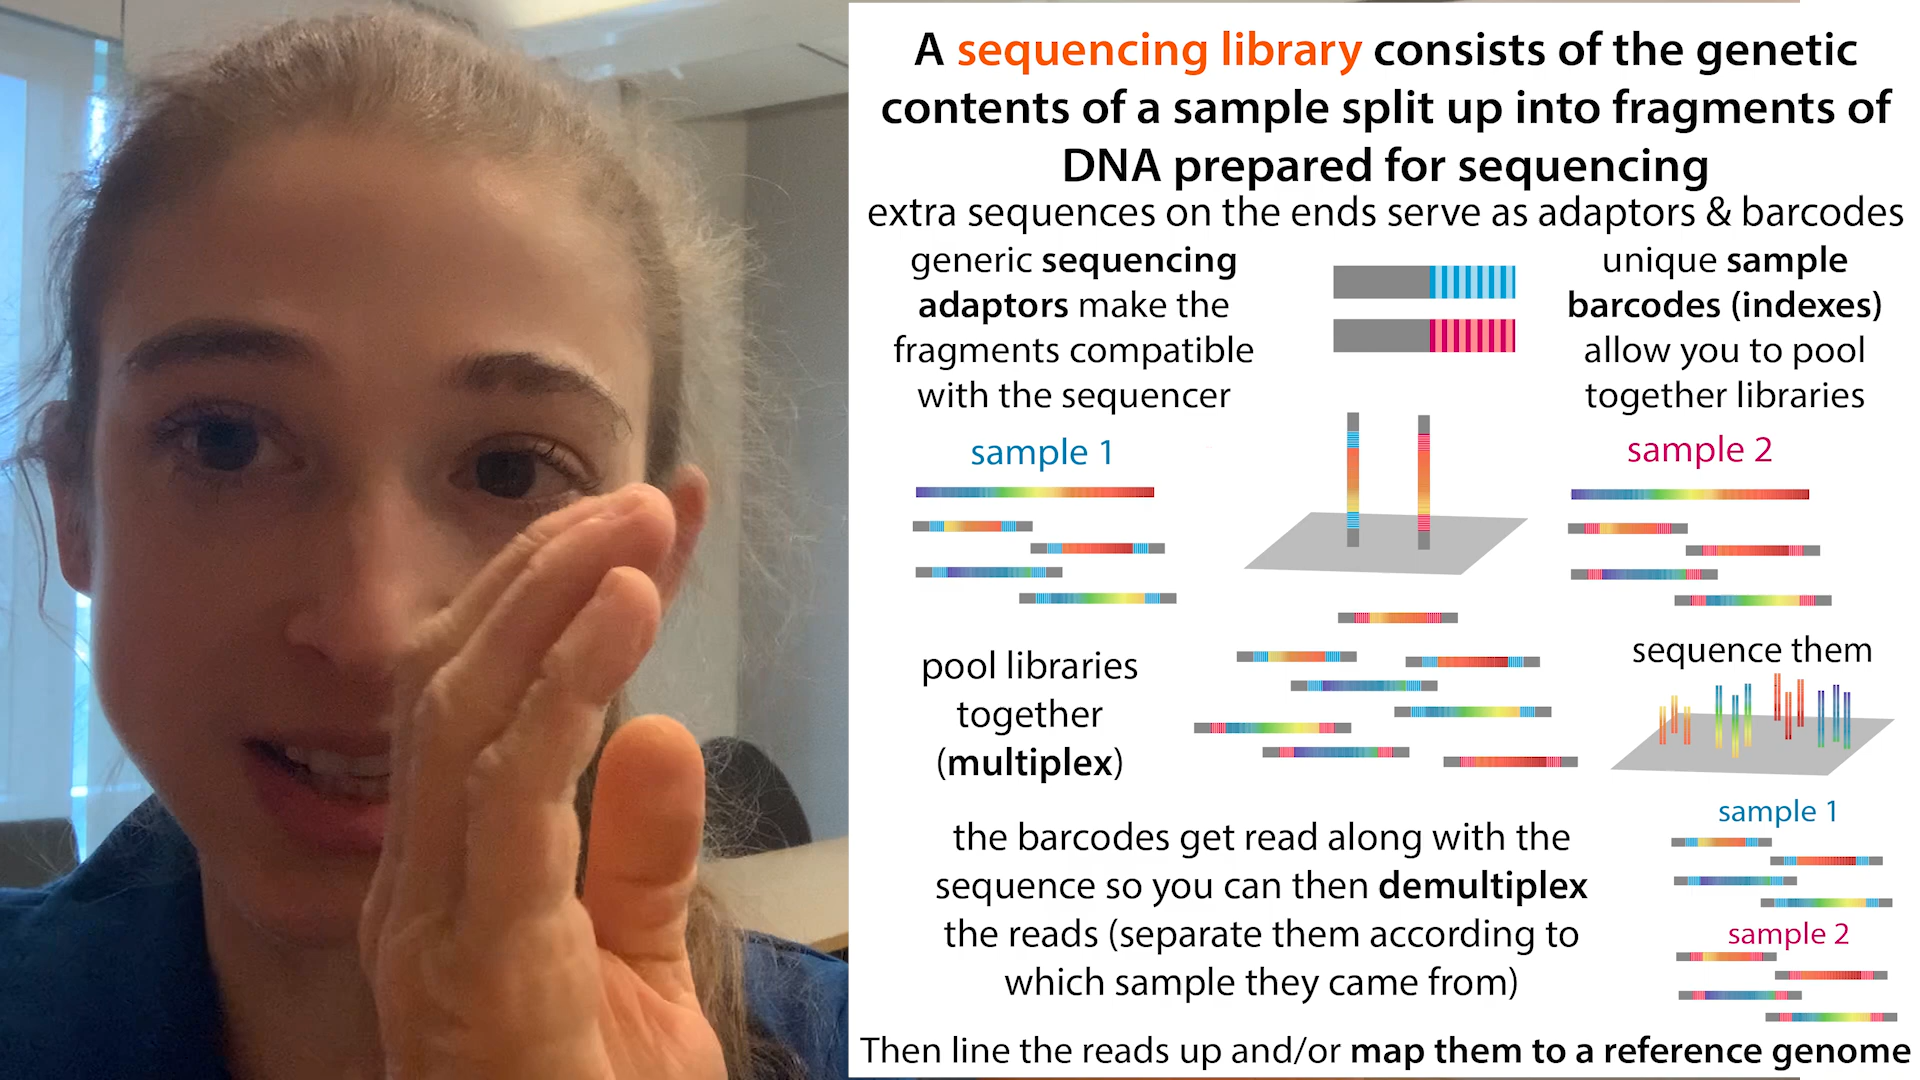 A sequencing library consists of the genetic
contents of a sample split up into fragments of
DNA prepared for sequencing
extra sequences on the ends serve as adaptors & barcodes
generic sequencing
adaptors make the
fragments compatible
with the sequencer
unique sample
barcodes (indexes)
allow you to pool
together libraries
sample 1
sample 2
pool libraries
together
(multiplex)
sequence them
the barcodes get read along with the
sequence so you can then demultiplex
the reads (separate them according to
which sample they came from)
sample 1
sample 2
Then line the reads up and/or map them to a reference genome